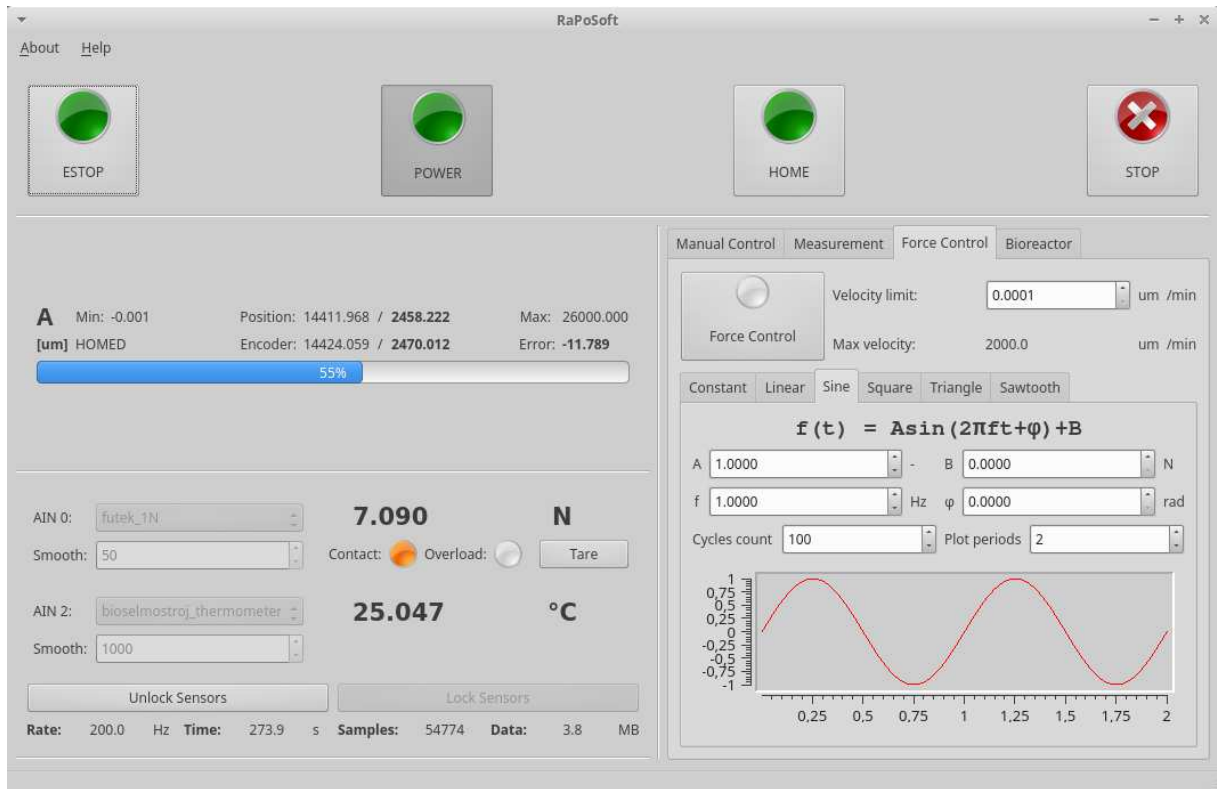 RaPoSoft
About Help
ESTOP
POWER
HOME
STOP
A Min: -0.001 Position: 14411.968 / 2458.222 Max: 26000.000
[um] HOMED Encoder: 14424.059 / 2470.012 Error: -11.789
55%
AIN 0: futek_1N 7.090 N
Smooth: 50 Contact: Overload: Tare
AIN 2: bioselmostroj_thermometer 25.047 °C
Smooth: 1000
Unlock Sensors Lock Sensors
Rate: 200.0 Hz Time: 273.9 s Samples: 54774 Data: 3.8 MB
Manual Control Measurement Force Control Bioreactor
Force Control
Velocity limit: 0.0001 um /min
Max velocity: 2000.0 um /min
Constant Linear Sine Square Triangle Sawtooth
f(t) = Asin(2πft+φ)+B
A 1.0000 - B 0.0000 N
f 1.0000 Hz φ 0.0000 rad
Cycles count 100 Plot periods 2
1
0,75
0,5
0,25
0
-0,25
-0,5
-0,75
-1
0,25 0,5 0,75 1 1,25 1,5 1,75 2